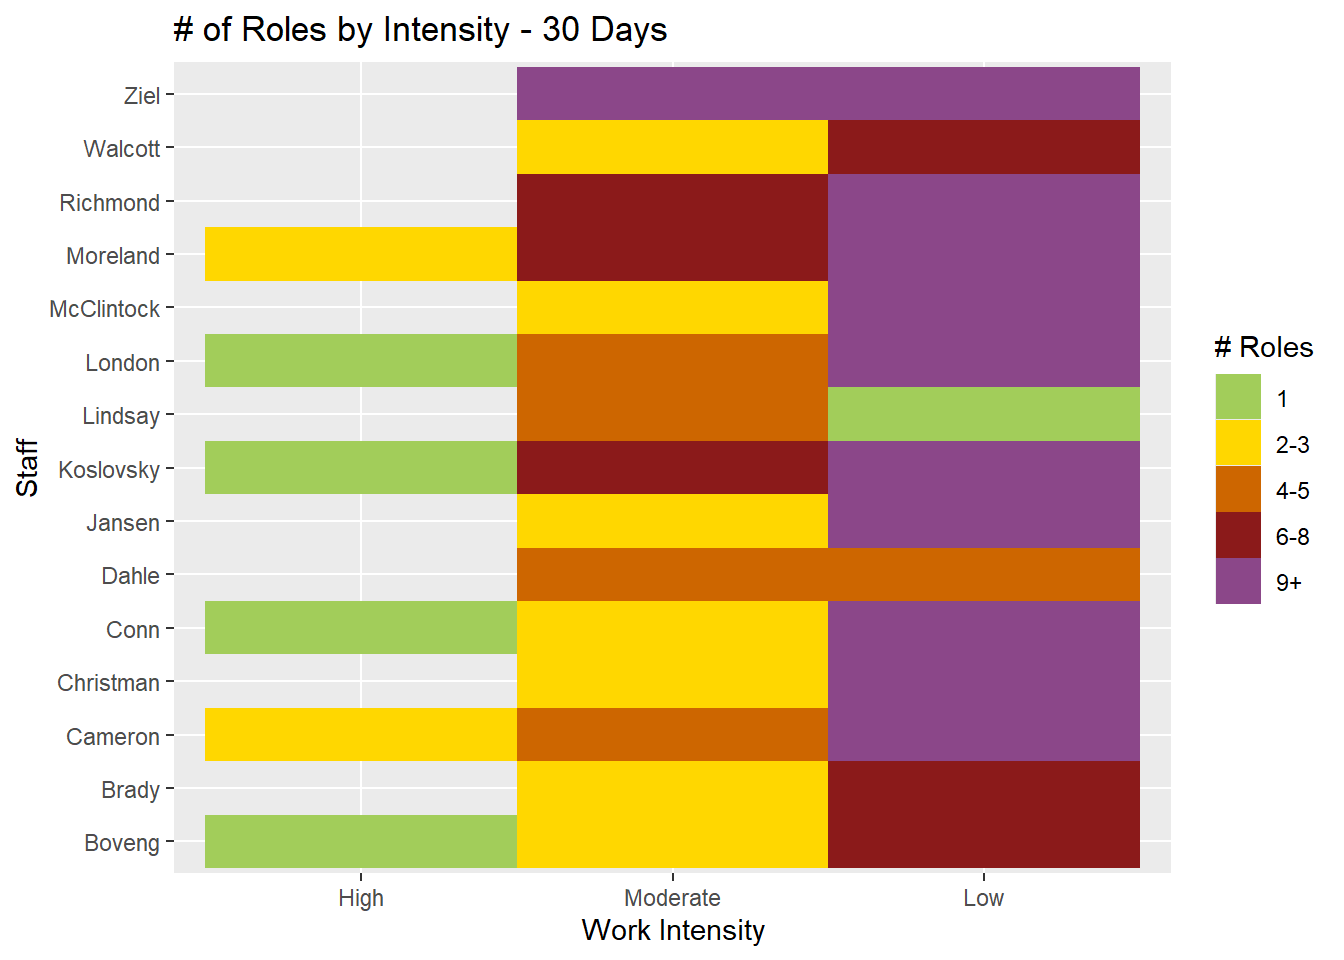 # of Roles by Intensity - 30 Days
Ziel
Walcott
Richmond
Moreland
McClintock
London
Lindsay
Koslovsky
Jansen
Dahle
Conn
Christman
Cameron
Brady
Boveng
Staff
High Moderate Low
Work Intensity
# Roles
1
2-3
4-5
6-8
9+